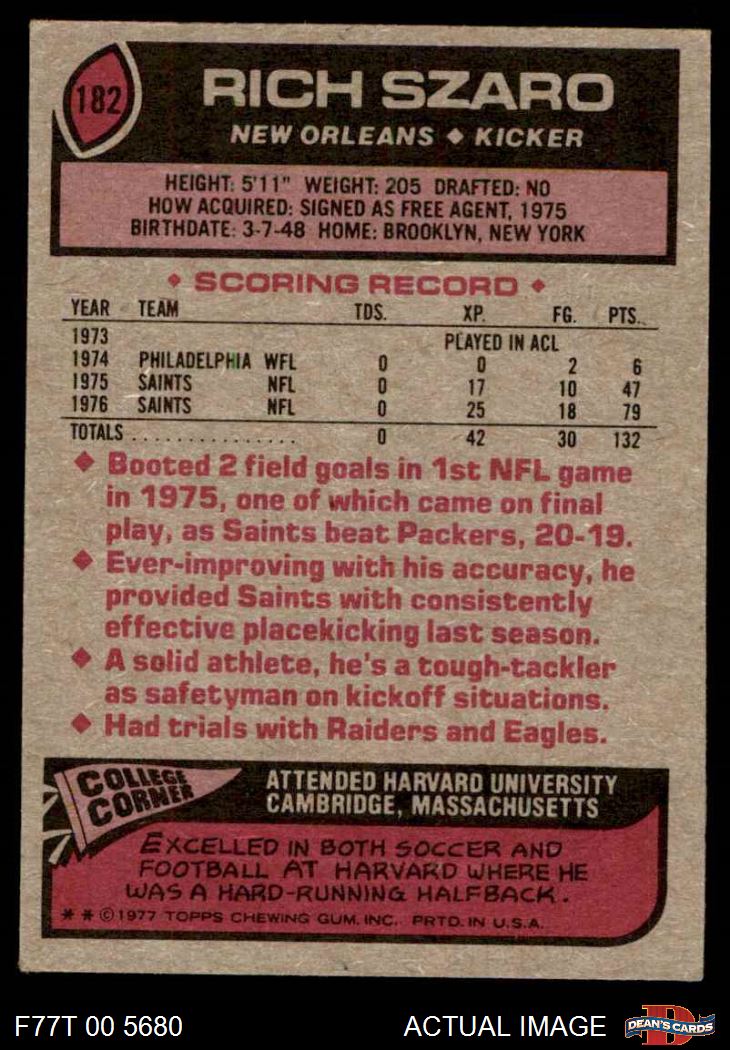 182
RICH SZARO
NEW ORLEANS ♦ KICKER
HEIGHT: 5'11" WEIGHT: 205 DRAFTED: NO
HOW ACQUIRED: SIGNED AS FREE AGENT, 1975
BIRTHDATE: 3-7-48 HOME: BROOKLYN, NEW YORK
♦ SCORING RECORD ♦
YEAR TEAM TDS. XP. FG. PTS.
1973 PLAYED IN ACL
1974 PHILADELPHIA WFL 0 0 2 6
1975 SAINTS NFL 0 17 10 47
1976 SAINTS NFL 0 25 18 79
TOTALS . . . . . . . . . . . . . . . 0 42 30 132
♦ Booted 2 field goals in 1st NFL game
in 1975, one of which came on final
play, as Saints beat Packers, 20-19.
♦ Ever-improving with his accuracy, he
provided Saints with consistently
effective placekicking last season.
♦ A solid athlete, he's a tough-tackler
as safetyman on kickoff situations.
♦ Had trials with Raiders and Eagles.
COLLEGE
CORNER
ATTENDED HARVARD UNIVERSITY
CAMBRIDGE, MASSACHUSETTS
EXCELLED IN BOTH SOCCER AND
FOOTBALL AT HARVARD WHERE HE
WAS A HARD-RUNNING HALFBACK.
* * © 1977 TOPPS CHEWING GUM. INC. PRTD. IN U.S.A.
F77T 00 5680
ACTUAL IMAGE
D
DEAN'S CARDS